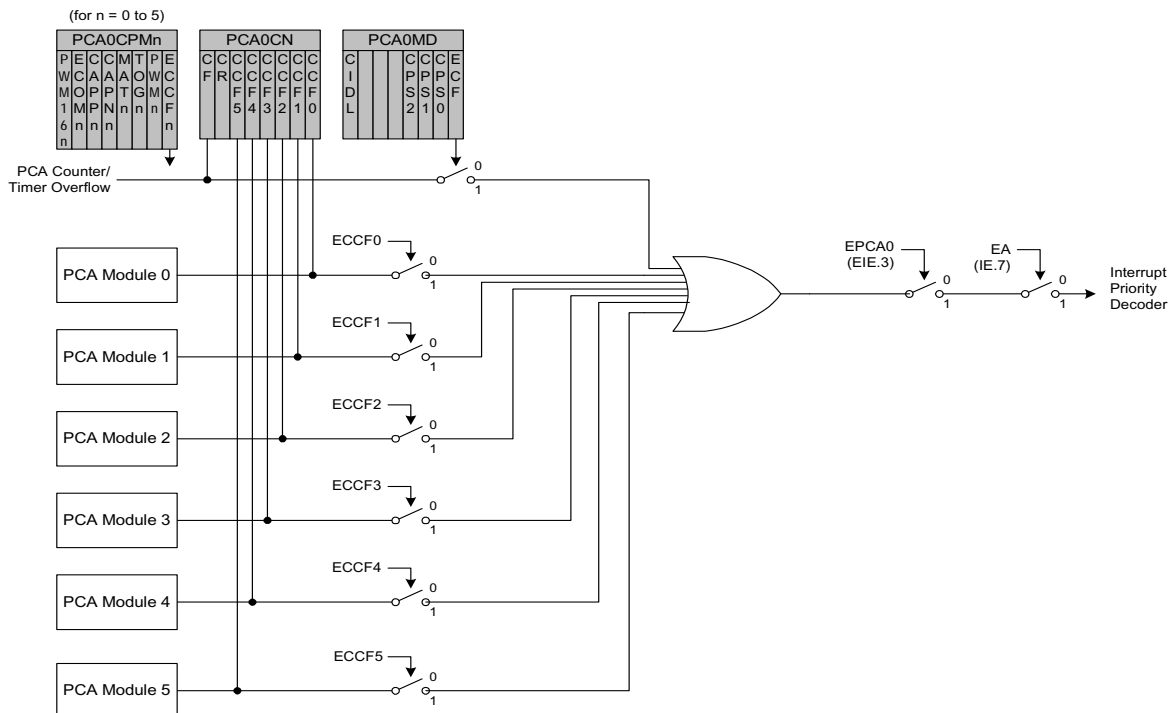 (for n = 0 to 5)
PCA0CPMn
PWM16n
ECOMn
CAPPn
CAPNn
MATn
TOGn
PWMn
ECCFn
PCA0CN
CF
CR
CCF5
CCF4
CCF3
CCF2
CCF1
CCF0
PCA0MD
CIDL
CPS2
CPS1
CPS0
ECF
PCA Counter/
Timer Overflow
0
1
PCA Module 0
ECCF0
0
1
PCA Module 1
ECCF1
0
1
PCA Module 2
ECCF2
0
1
PCA Module 3
ECCF3
0
1
PCA Module 4
ECCF4
0
1
PCA Module 5
ECCF5
0
1
EPCA0
(EIE.3)
0
1
EA
(IE.7)
0
1
Interrupt
Priority
Decoder